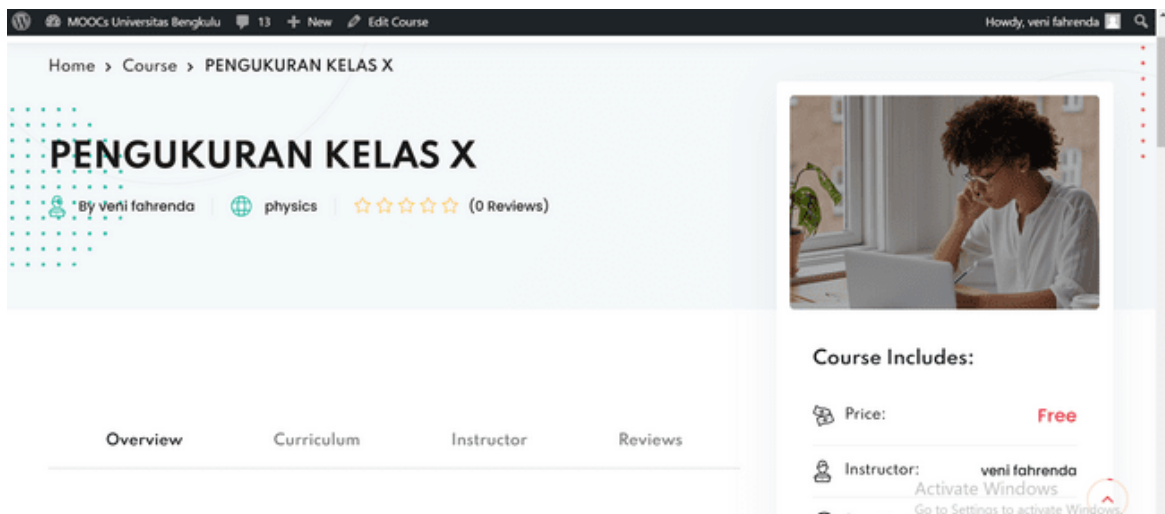 MOOCs Universitas Bengkulu 13 New Edit Course Howdy, veni fahrenda
Home > Course > PENGUKURAN KELAS X
PENGUKURAN KELAS X
By veni fahrenda physics (0 Reviews)
Course Includes:
Price: Free
Overview Curriculum Instructor Reviews
Instructor: veni fahrenda
Activate Windows
Go to Settings to activate Windows.